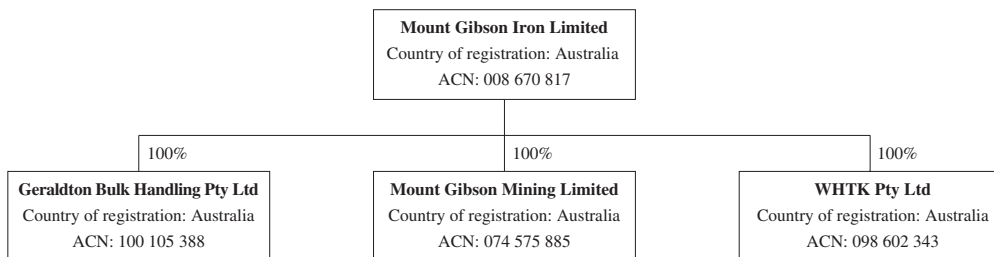 Mount Gibson Iron Limited
Country of registration: Australia
ACN: 008 670 817
100%
100%
100%
Geraldton Bulk Handling Pty Ltd
Country of registration: Australia
ACN: 100 105 388
Mount Gibson Mining Limited
Country of registration: Australia
ACN: 074 575 885
WHTK Pty Ltd
Country of registration: Australia
ACN: 098 602 343